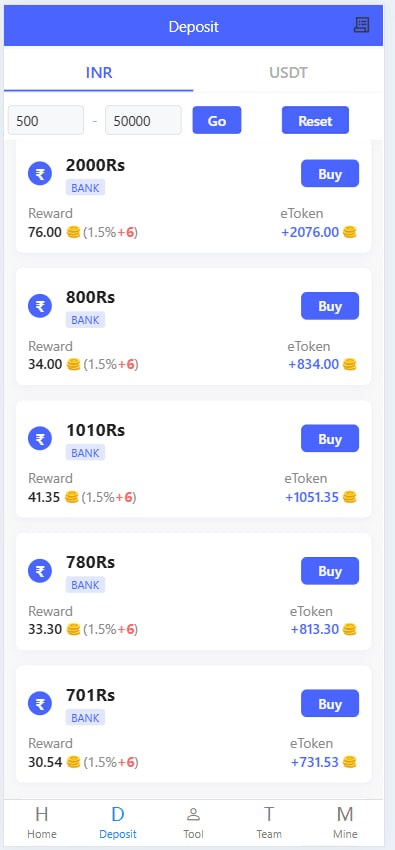 Deposit
INR USDT
500 - 50000 Go Reset
₹ 2000Rs Buy
BANK
Reward eToken
76.00 (1.5%+6) +2076.00
₹ 800Rs Buy
BANK
Reward eToken
34.00 (1.5%+6) +834.00
₹ 1010Rs Buy
BANK
Reward eToken
41.35 (1.5%+6) +1051.35
₹ 780Rs Buy
BANK
Reward eToken
33.30 (1.5%+6) +813.30
₹ 701Rs Buy
BANK
Reward eToken
30.54 (1.5%+6) +731.53
H D T M
Home Deposit Tool Team Mine